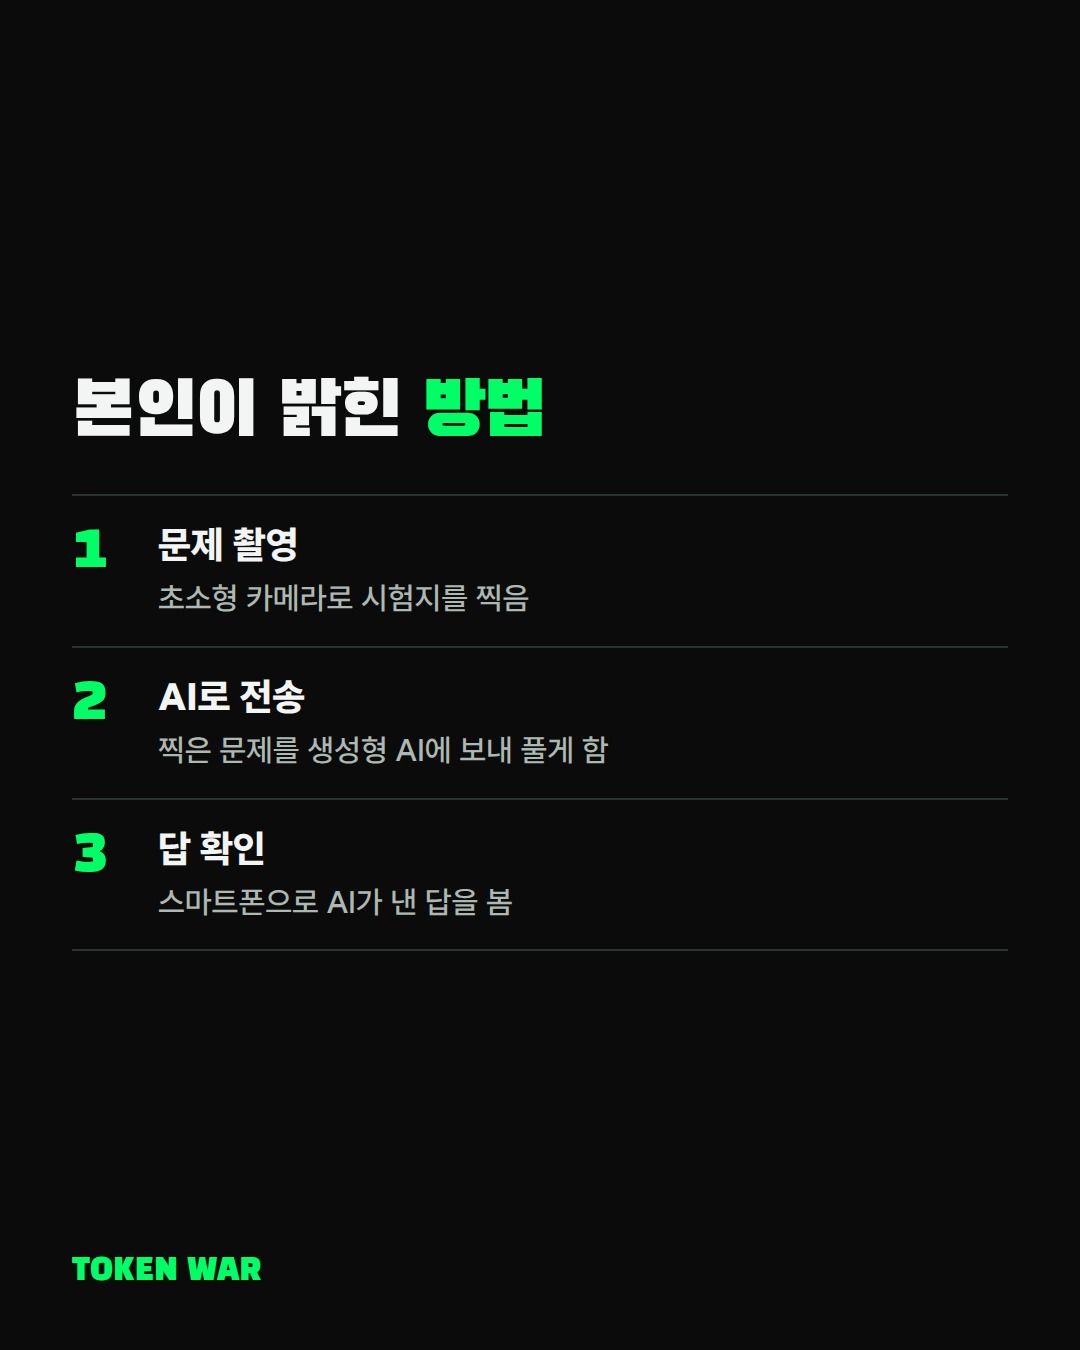 본인이 밝힌 방법
1 문제 촬영
초소형 카메라로 시험지를 찍음
2 AI로 전송
찍은 문제를 생성형 AI에 보내 풀게 함
3 답 확인
스마트폰으로 AI가 낸 답을 봄
TOKEN WAR